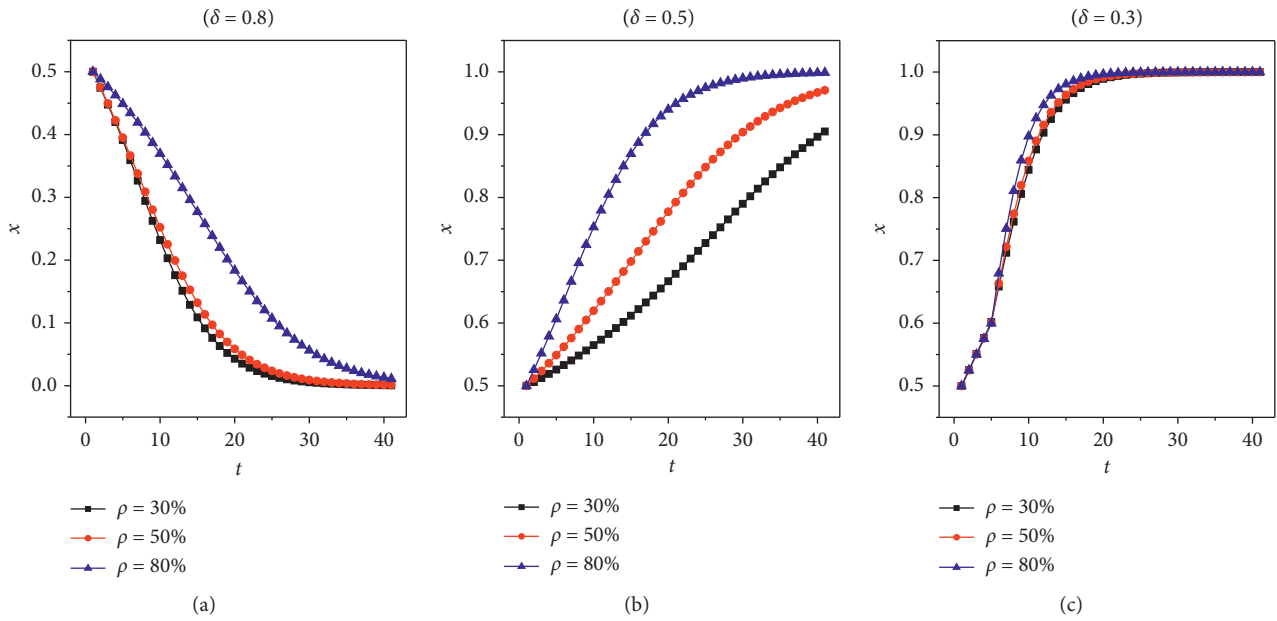 (δ = 0.8)
0.5
0.4
0.3
0.2
0.1
0.0
x
0 10 20 30 40
t
ρ = 30%
ρ = 50%
ρ = 80%
(a)
(δ = 0.5)
1.0
0.9
0.8
0.7
0.6
0.5
x
0 10 20 30 40
t
ρ = 30%
ρ = 50%
ρ = 80%
(b)
(δ = 0.3)
1.0
0.9
0.8
0.7
0.6
0.5
x
0 10 20 30 40
t
ρ = 30%
ρ = 50%
ρ = 80%
(c)